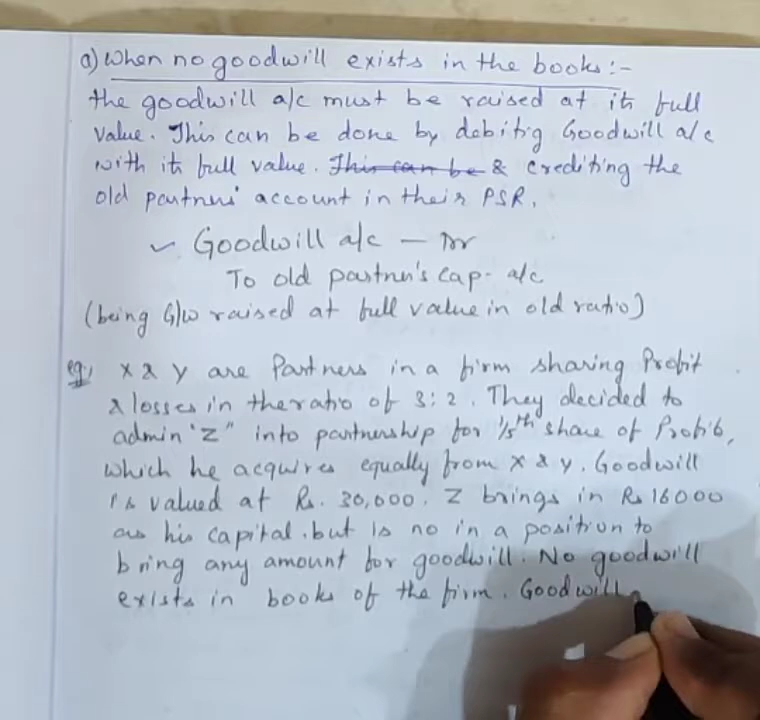 a) When no goodwill exists in the books :-
the goodwill a/c must be raised at its full
value. This can be done by debitig Goodwill a/c
with its full value. This can be & crediting the
old partners' account in their PSR.
✓ Goodwill a/c — Dr
To old partner's cap. a/c
(being G/w raised at full value in old ratio)
eg; X & Y are Partners in a firm sharing Profit
& losses in the ratio of 3:2. They decided to
admin "Z" into partnership for 1/5th share of Profits,
which he acquires equally from X & Y. Goodwill
is valued at Rs. 30,000. Z brings in Rs 16000
as his capital. but is no in a position to
bring any amount for goodwill. No goodwill
exists in books of the firm. Goodwill